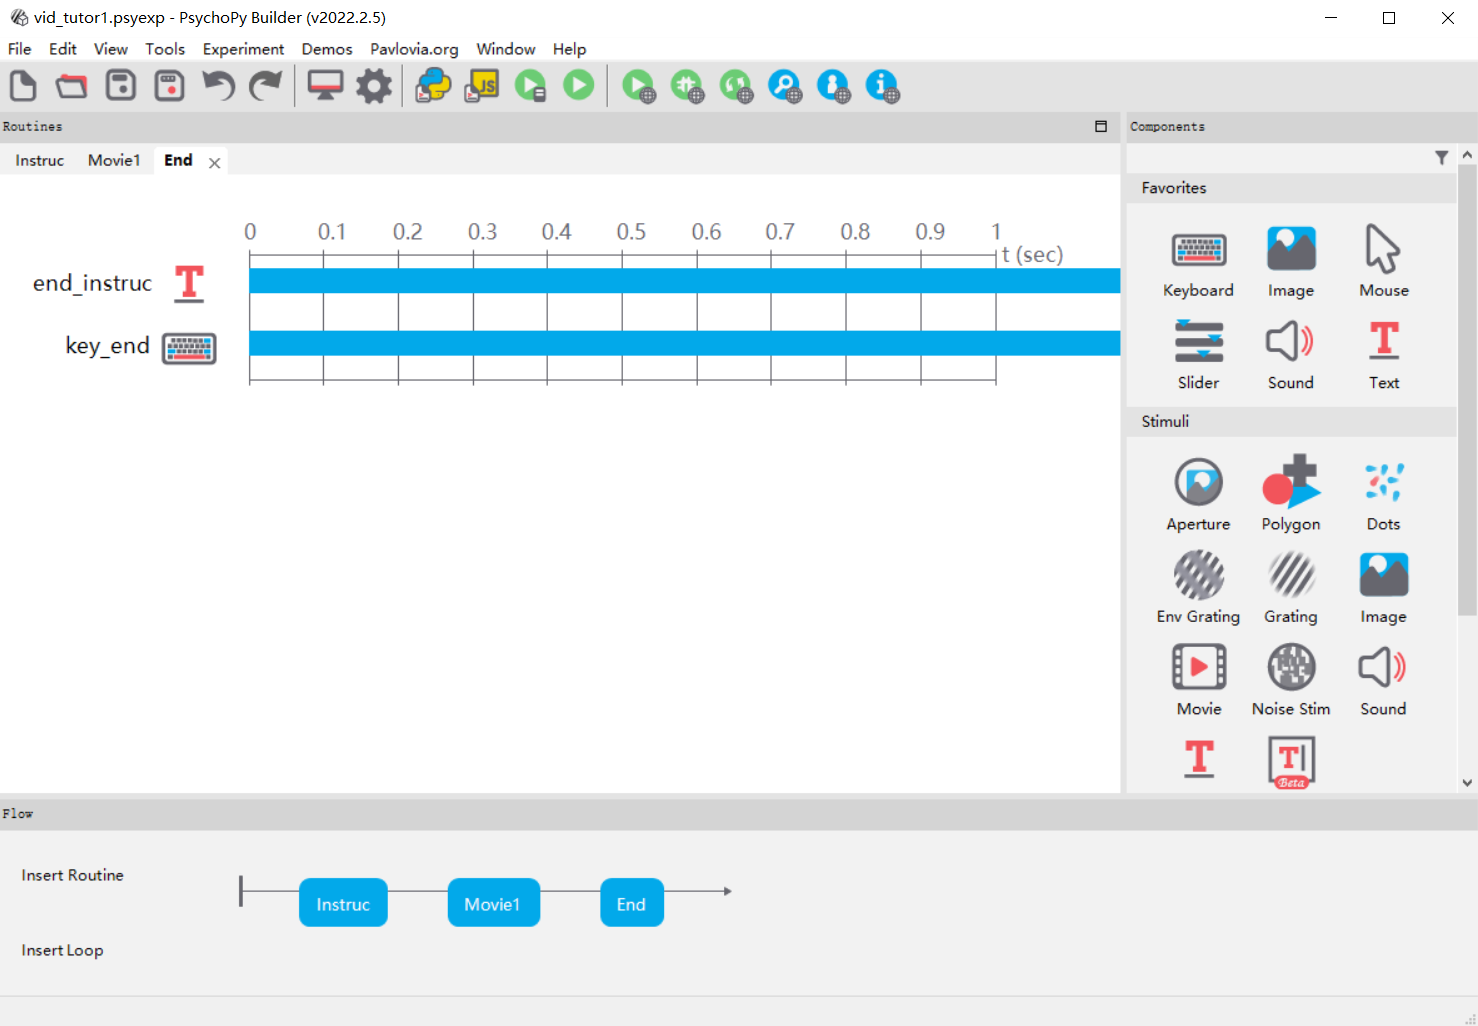 vid_tutor1.psyexp - PsychoPy Builder (v2022.2.5)
File Edit View Tools Experiment Demos Pavlovia.org Window Help
JS
Routines
Components
Instruc Movie1 End
Favorites
0 0.1 0.2 0.3 0.4 0.5 0.6 0.7 0.8 0.9 1
t (sec)
end_instruc T
key_end
Keyboard Image Mouse
T
Slider Sound Text
Stimuli
Aperture Polygon Dots
Env Grating Grating Image
Movie Noise Stim Sound
T T
Beta
Flow
Insert Routine
Instruc Movie1 End
Insert Loop